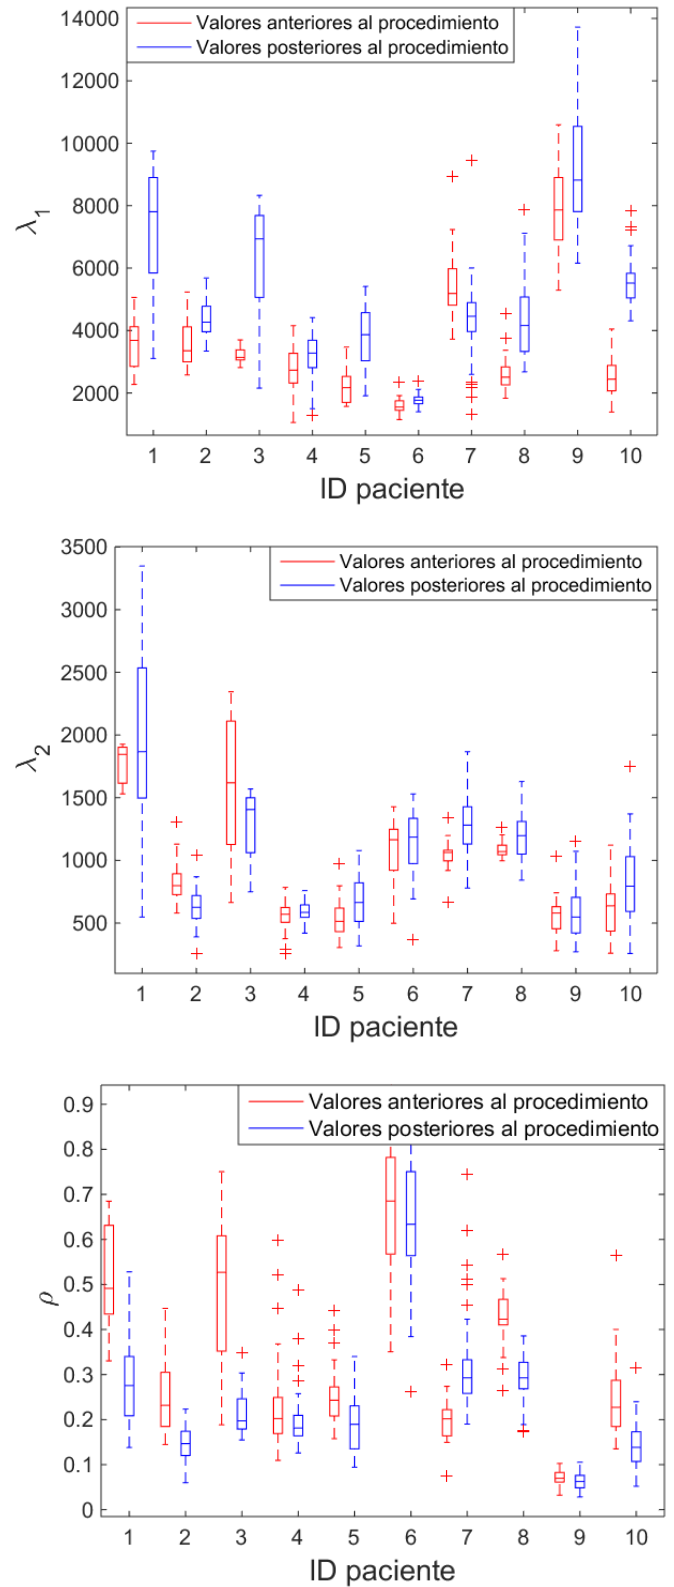 Valores anteriores al procedimiento
Valores posteriores al procedimiento
14000
12000
10000
8000
6000
4000
2000
λ1
1 2 3 4 5 6 7 8 9 10
ID paciente
Valores anteriores al procedimiento
Valores posteriores al procedimiento
3500
3000
2500
2000
1500
1000
500
λ2
1 2 3 4 5 6 7 8 9 10
ID paciente
Valores anteriores al procedimiento
Valores posteriores al procedimiento
0.9
0.8
0.7
0.6
0.5
0.4
0.3
0.2
0.1
0
ρ
1 2 3 4 5 6 7 8 9 10
ID paciente